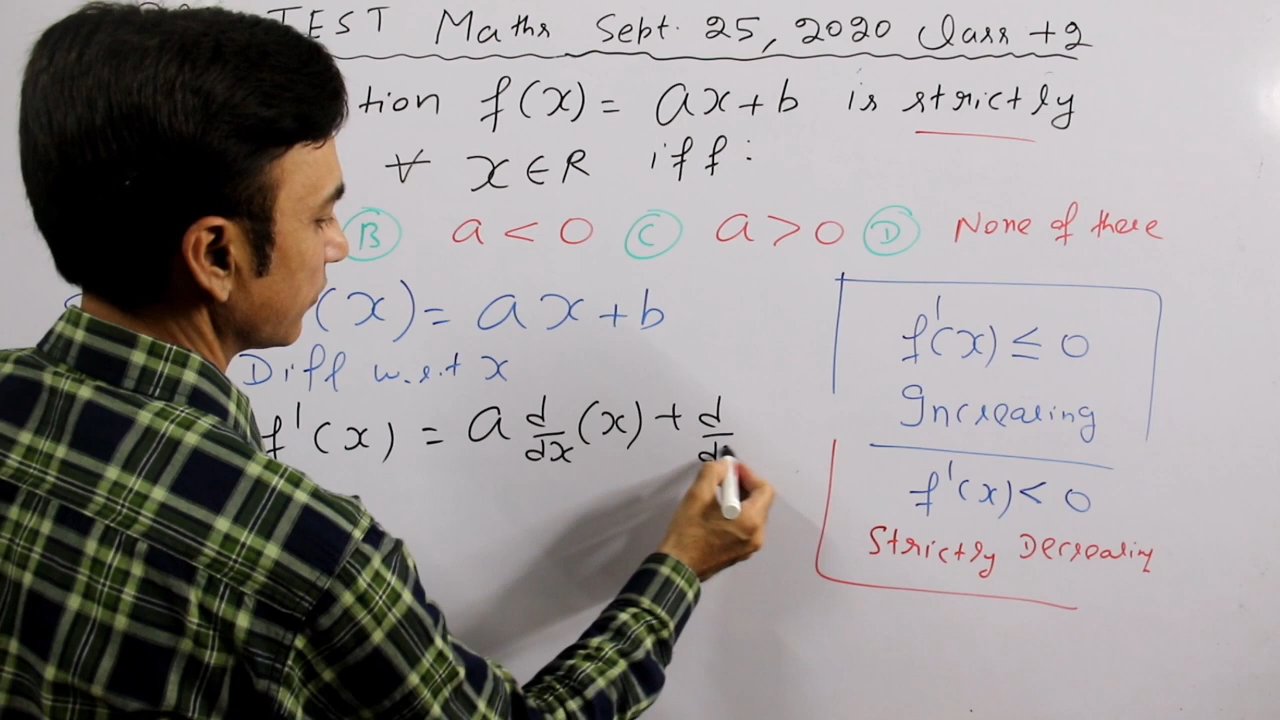 TEST Maths Sept. 25, 2020 Class +2
tion f(x) = ax+b is strictly
∀ x∈R iff:
B a < 0 C a > 0 D None of there
(x) = ax+b
Diff w.r.t x
f'(x) = a d/dx (x) + d/d
f'(x) ≤ 0
Increasing
f'(x) < 0
Strictly Decreasing